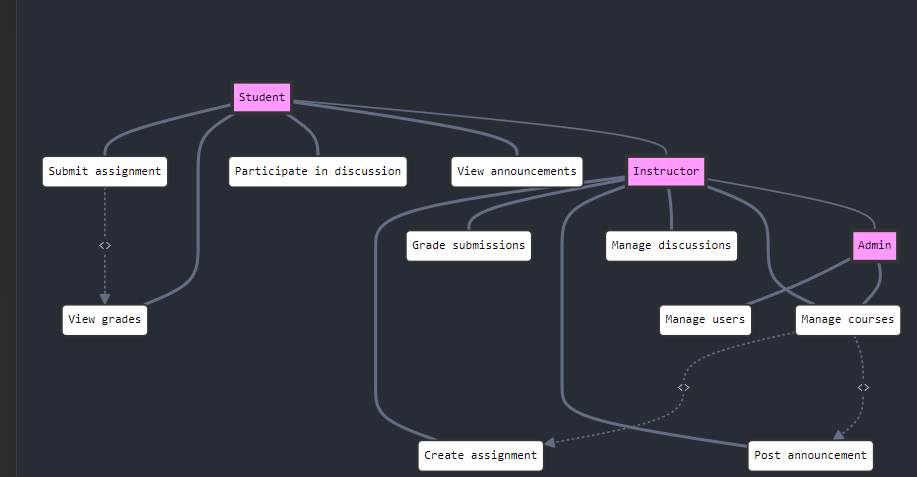 Student
Submit assignment
Participate in discussion
View announcements
Instructor
<>
Grade submissions
Manage discussions
Admin
View grades
Manage users
Manage courses
<>
<>
Create assignment
Post announcement